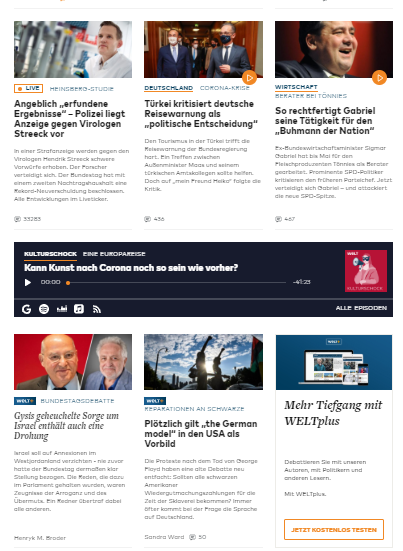 LIVE HEINSBERG-STUDIE
Angeblich „erfundene
Ergebnisse“ – Polizei liegt
Anzeige gegen Virologen
Streeck vor
In einer Strafanzeige werden gegen den
Virologen Hendrik Streeck schwere
Vorwürfe erhoben. Der Forscher
verteidigt sich. Der Bundestag hat mit
einem zweiten Nachtragshaushalt eine
Rekord-Neuverschuldung beschlossen.
Alle Entwicklungen im Liveticker.
33283
DEUTSCHLAND CORONA-KRISE
Türkei kritisiert deutsche
Reisewarnung als
„politische Entscheidung“
Den Tourismus in der Türkei trifft die
Reisewarnung der Bundesregierung
hart. Ein Treffen zwischen
Außenminister Maas und seinem
türkischen Amtskollegen sollte helfen.
Doch auf „mein Freund Heiko“ folgte die
Kritik.
436
WIRTSCHAFT
BERATER BEI TÖNNIES
So rechtfertigt Gabriel
seine Tätigkeit für den
„Buhmann der Nation“
Ex-Bundeswirtschaftsminister Sigmar
Gabriel hat bis Mai für den
Fleischproduzenten Tönnies als Berater
gearbeitet. Prominente SPD-Politiker
kritisieren den früheren Parteichef. Jetzt
verteidigt sich Gabriel – und attackiert
die neue SPD-Spitze.
467
KULTURSCHOCK EINE EUROPAREISE
Kann Kunst nach Corona noch so sein wie vorher?
00:00
-41:23
WELT
KULTURSCHOCK
ALLE EPISODEN
WELT+ BUNDESTAGSDEBATTE
Gysis geheuchelte Sorge um
Israel enthält auch eine
Drohung
Israel soll auf Annexionen im
Westjordanland verzichten – nie zuvor
hatte der Bundestag dermaßen klar
Stellung bezogen. Die Reden, die dazu
im Parlament gehalten wurden, waren
Zeugnisse der Arroganz und des
Übermuts. Ein Redner übertraf dabei
alle anderen.
Henryk M. Broder
WELT+
REPARATIONEN AN SCHWARZE
Plötzlich gilt „the German
model“ in den USA als
Vorbild
Die Proteste nach dem Tod von George
Floyd haben eine alte Debatte neu
entfacht: Sollten alle schwarzen
Amerikaner
Wiedergutmachungszahlungen für die
Zeit der Sklaverei bekommen? Immer
öfter kommt bei der Frage die Sprache
auf Deutschland.
Sandra Ward 50
WELT+
Mehr Tiefgang mit
WELTplus
Debattieren Sie mit unseren
Autoren, mit Politikern und
anderen Lesern.
Mit WELTplus.
JETZT KOSTENLOS TESTEN